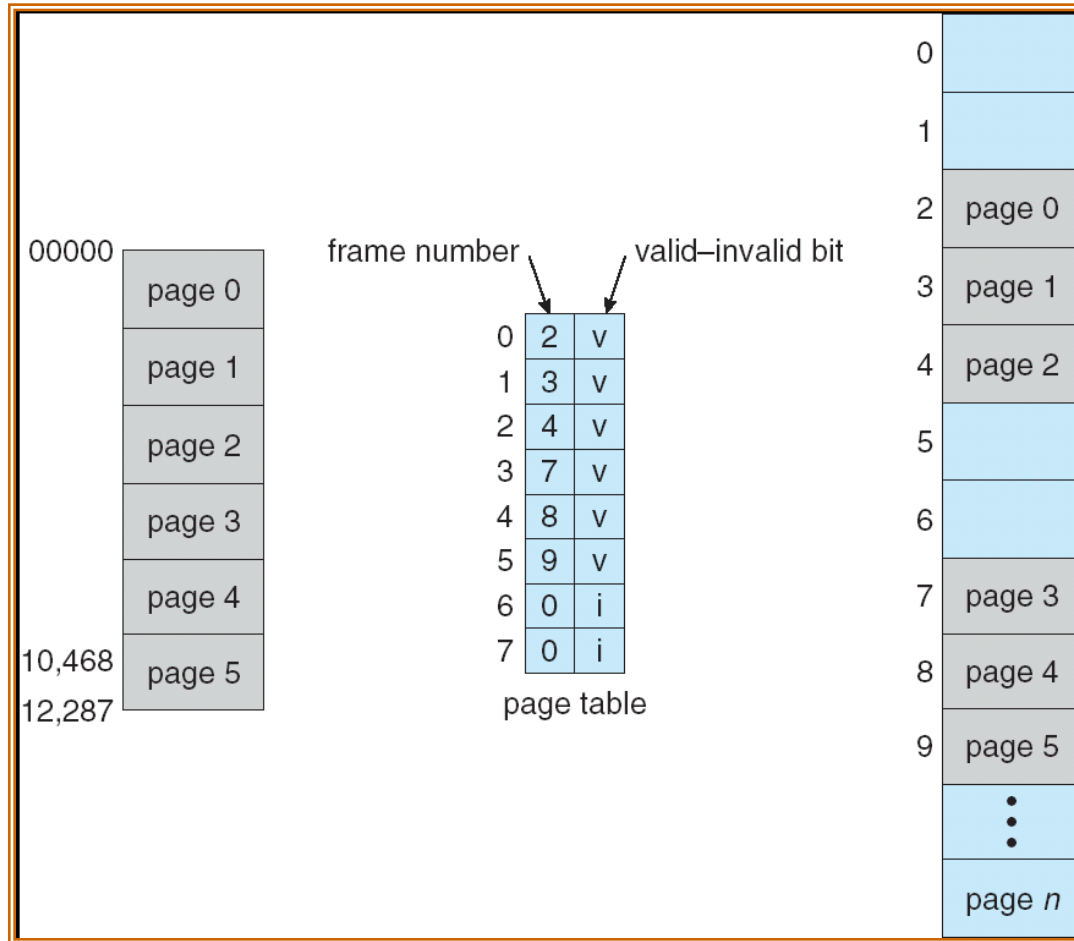 00000
page 0
page 1
page 2
page 3
page 4
10,468
page 5
12,287
frame number
valid–invalid bit
0 2 v
1 3 v
2 4 v
3 7 v
4 8 v
5 9 v
6 0 i
7 0 i
page table
0
1
2 page 0
3 page 1
4 page 2
5
6
7 page 3
8 page 4
9 page 5
page n